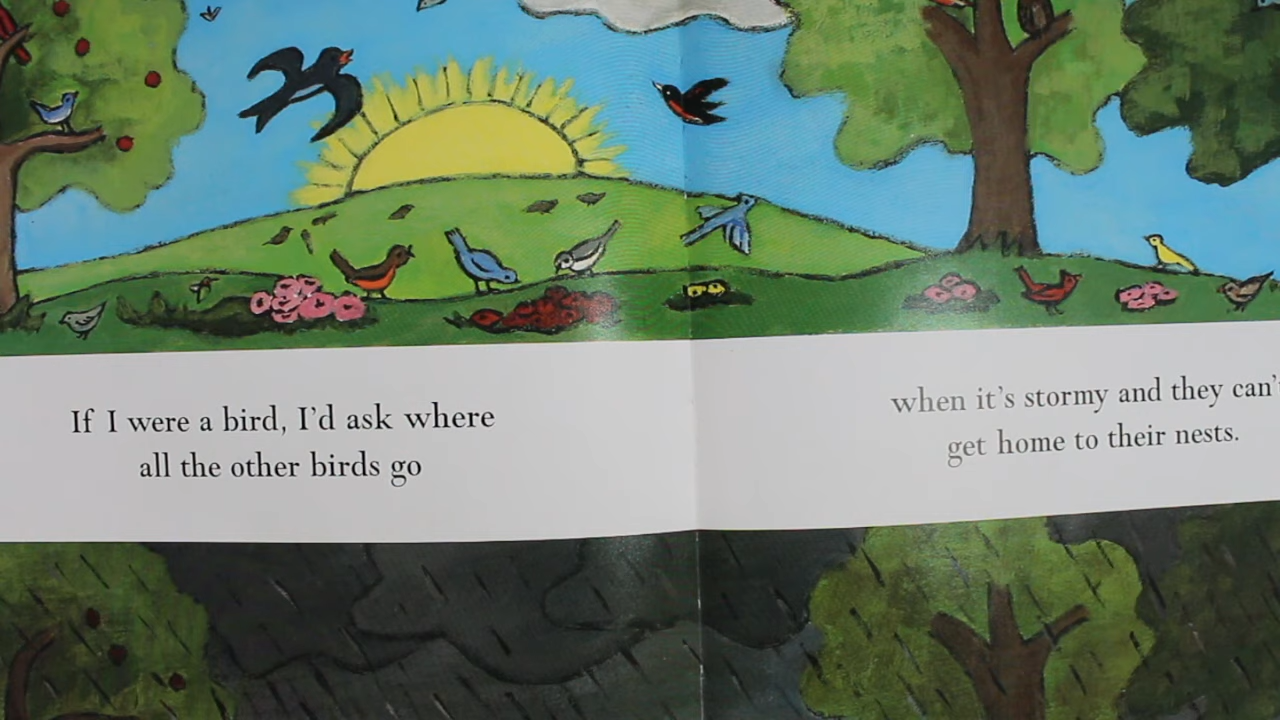 If I were a bird, I'd ask where
all the other birds go
when it's stormy and they can't
get home to their nests.